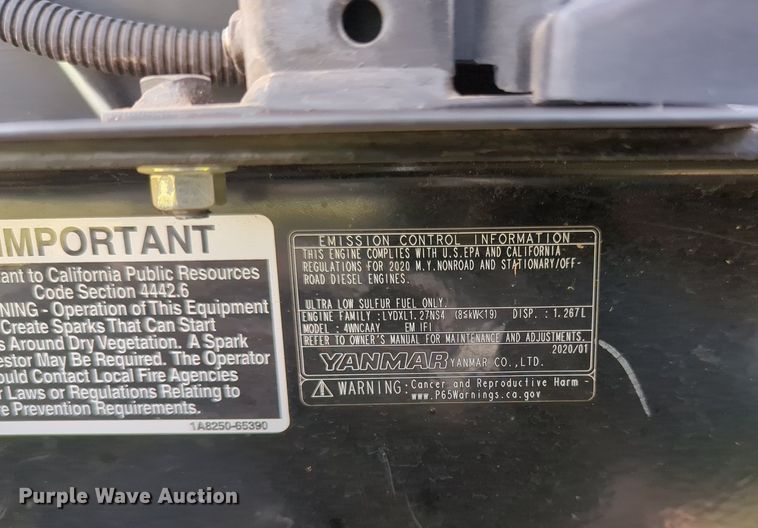 IMPORTANT
ant to California Public Resources
Code Section 4442.6
NING - Operation of This Equipment
Create Sparks That Can Start
s Around Dry Vegetation. A Spark
estor May be Required. The Operator
ould Contact Local Fire Agencies
r Laws or Regulations Relating to
e Prevention Requirements.
1A8250-65390
EMISSION CONTROL INFORMATION
THIS ENGINE COMPLIES WITH U.S.EPA AND CALIFORNIA
REGULATIONS FOR 2020 M.Y.NONROAD AND STATIONARY/OFF-
ROAD DIESEL ENGINES.
ULTRA LOW SULFUR FUEL ONLY.
ENGINE FAMILY : LYDXL1.27NS4 (8≤kW<19) DISP. : 1.267L
MODEL : 4WNCAAY EM IFI
REFER TO OWNER'S MANUAL FOR MAINTENANCE AND ADJUSTMENTS.
2020/01
YANMAR YANMAR CO.,LTD.
WARNING: Cancer and Reproductive Harm -
www.P65Warnings.ca.gov
Purple Wave Auction